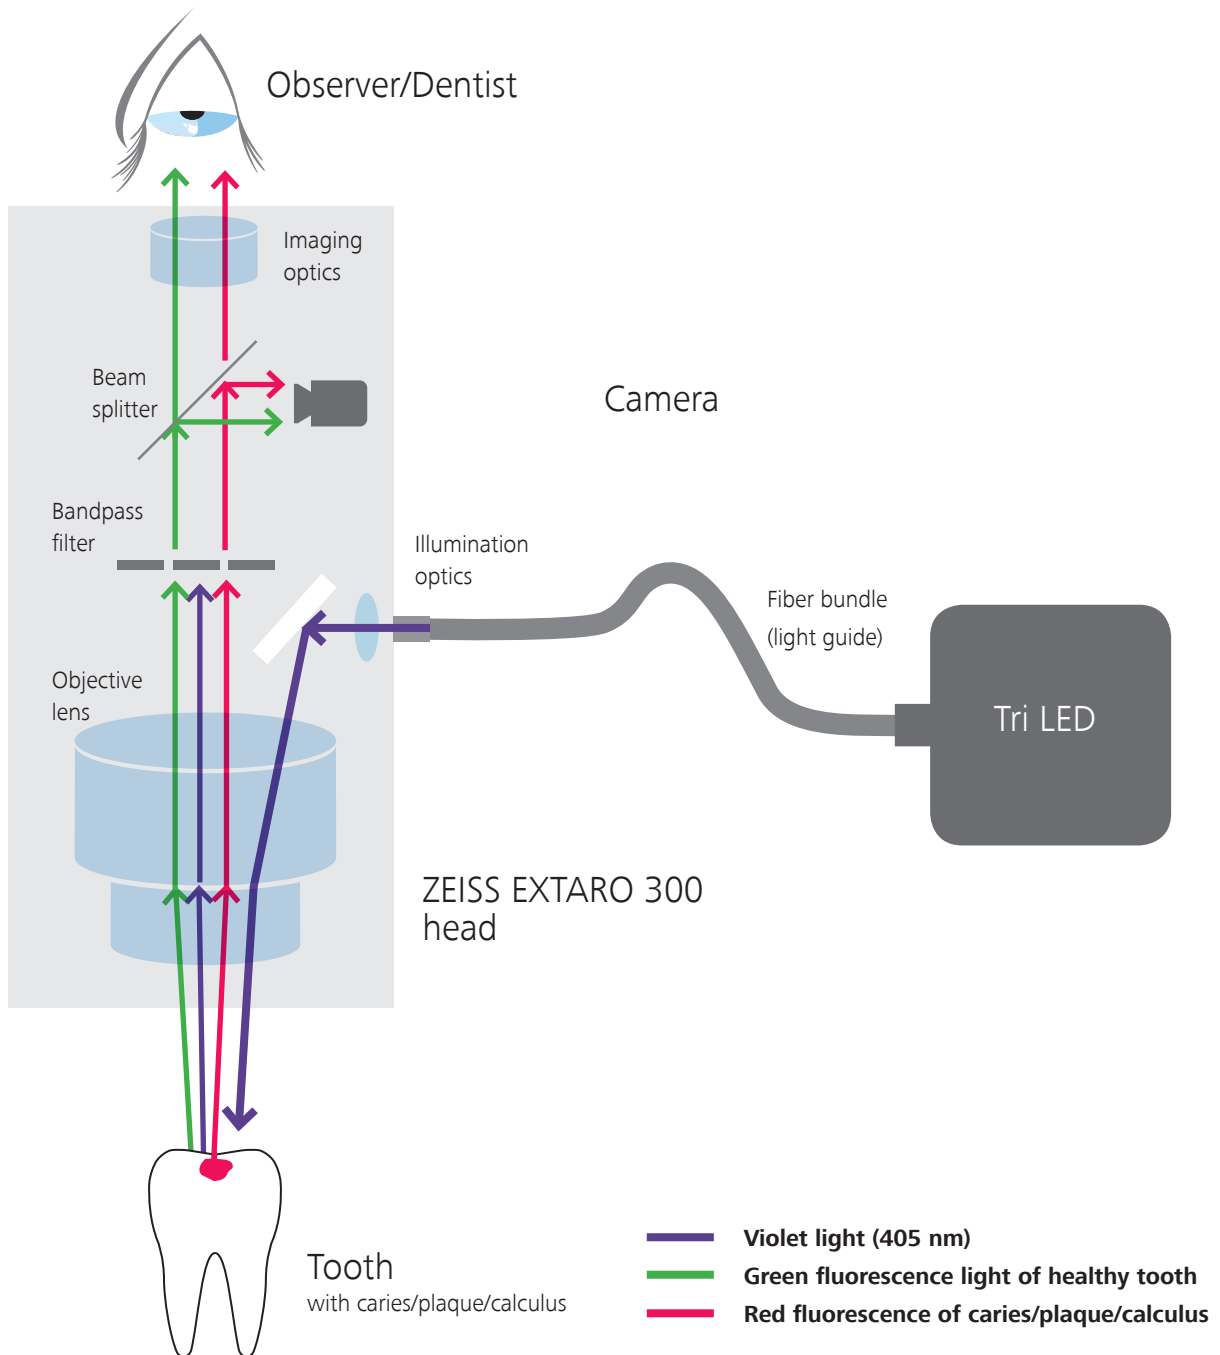 Observer/Dentist
Imaging
optics
Beam
splitter
Camera
Bandpass
filter
Illumination
optics
Fiber bundle
(light guide)
Objective
lens
Tri LED
ZEISS EXTARO 300
head
Tooth
with caries/plaque/calculus
Violet light (405 nm)
Green fluorescence light of healthy tooth
Red fluorescence of caries/plaque/calculus